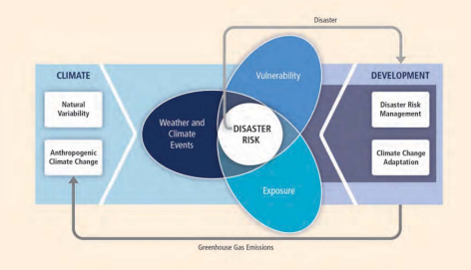 Disaster
CLIMATE
Natural
Variability
Anthropogenic
Climate Change
Vulnerability
Weather and
Climate
Events
DISASTER
RISK
Exposure
DEVELOPMENT
Disaster Risk
Management
Climate Change
Adaptation
Greenhouse Gas Emissions